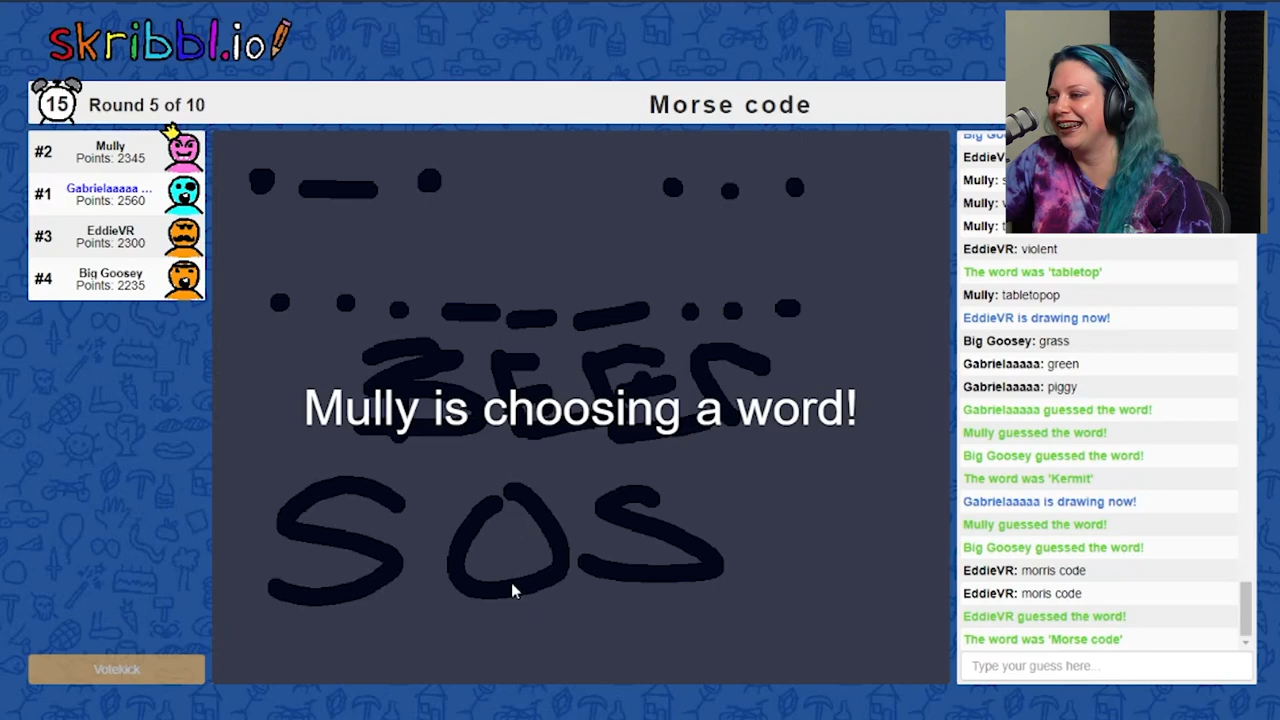 skribbl.io
15
Round 5 of 10
Morse code
#2
Mully
Points: 2345
#1
Gabrielaaaaa ...
Points: 2560
#3
EddieVR
Points: 2300
#4
Big Goosey
Points: 2235
BEES
Mully is choosing a word!
SOS
Votekick
EddieV
Mully:
Mully:
Mully:
EddieVR: violent
The word was 'tabletop'
Mully: tabletopop
EddieVR is drawing now!
Big Goosey: grass
Gabrielaaaaa: green
Gabrielaaaaa: piggy
Gabrielaaaaa guessed the word!
Mully guessed the word!
Big Goosey guessed the word!
The word was 'Kermit'
Gabrielaaaaa is drawing now!
Mully guessed the word!
Big Goosey guessed the word!
EddieVR: morris code
EddieVR: moris code
EddieVR guessed the word!
The word was 'Morse code'
Type your guess here...